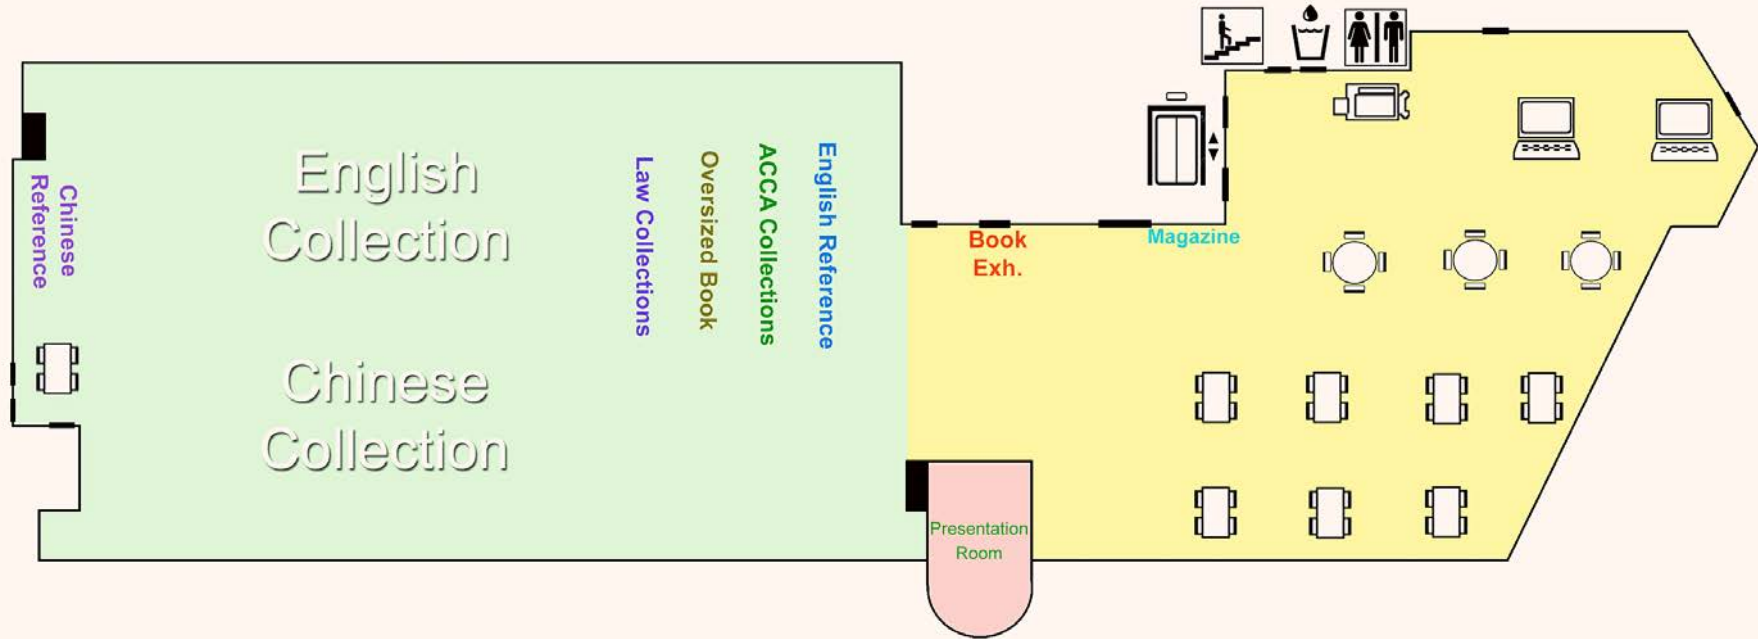 Chinese
Reference
English
Collection
Chinese
Collection
Law Collections
Oversized Book
ACCA Collections
English Reference
Book
Exh.
Magazine
Presentation
Room